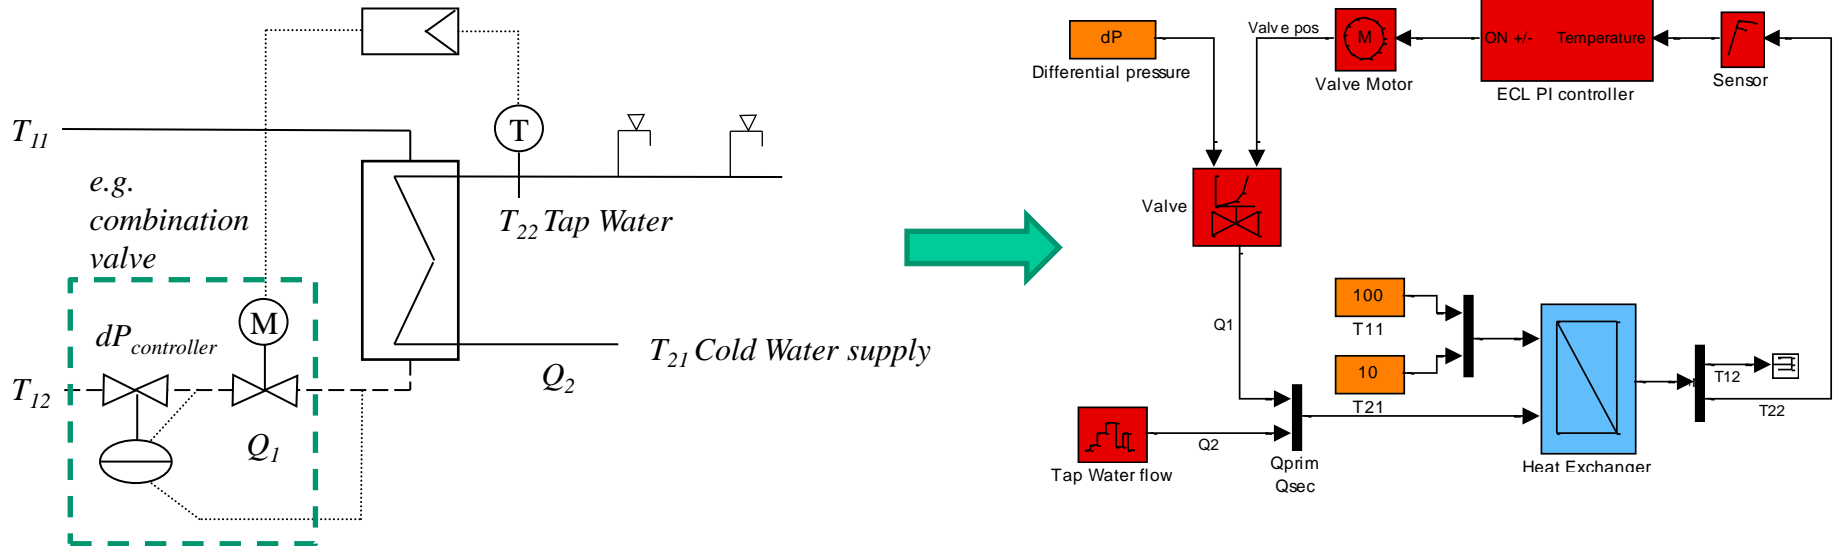 T11
e.g.
combination
valve
T
T22 Tap Water
M
dPcontroller
T21 Cold Water supply
Q2
T12
Q1
dP
Differential pressure
Valve pos
M
Valve Motor
ON +/-
Temperature
ECL PI controller
Sensor
Valve
Q1
100
T11
10
T21
Tap Water flow
Q2
Qprim
Qsec
Heat Exchanger
T12
T22